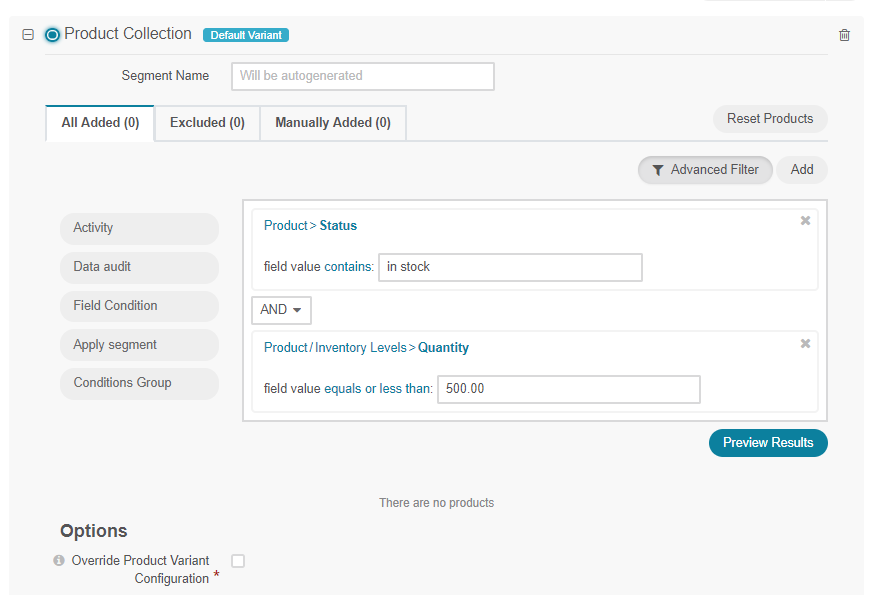 Product Collection Default Variant
Segment Name Will be autogenerated
All Added (0) Excluded (0) Manually Added (0) Reset Products
Advanced Filter Add
Activity
Data audit
Field Condition
Apply segment
Conditions Group
Product > Status
field value contains: in stock
AND
Product / Inventory Levels > Quantity
field value equals or less than: 500.00
Preview Results
There are no products
Options
Override Product Variant
Configuration *